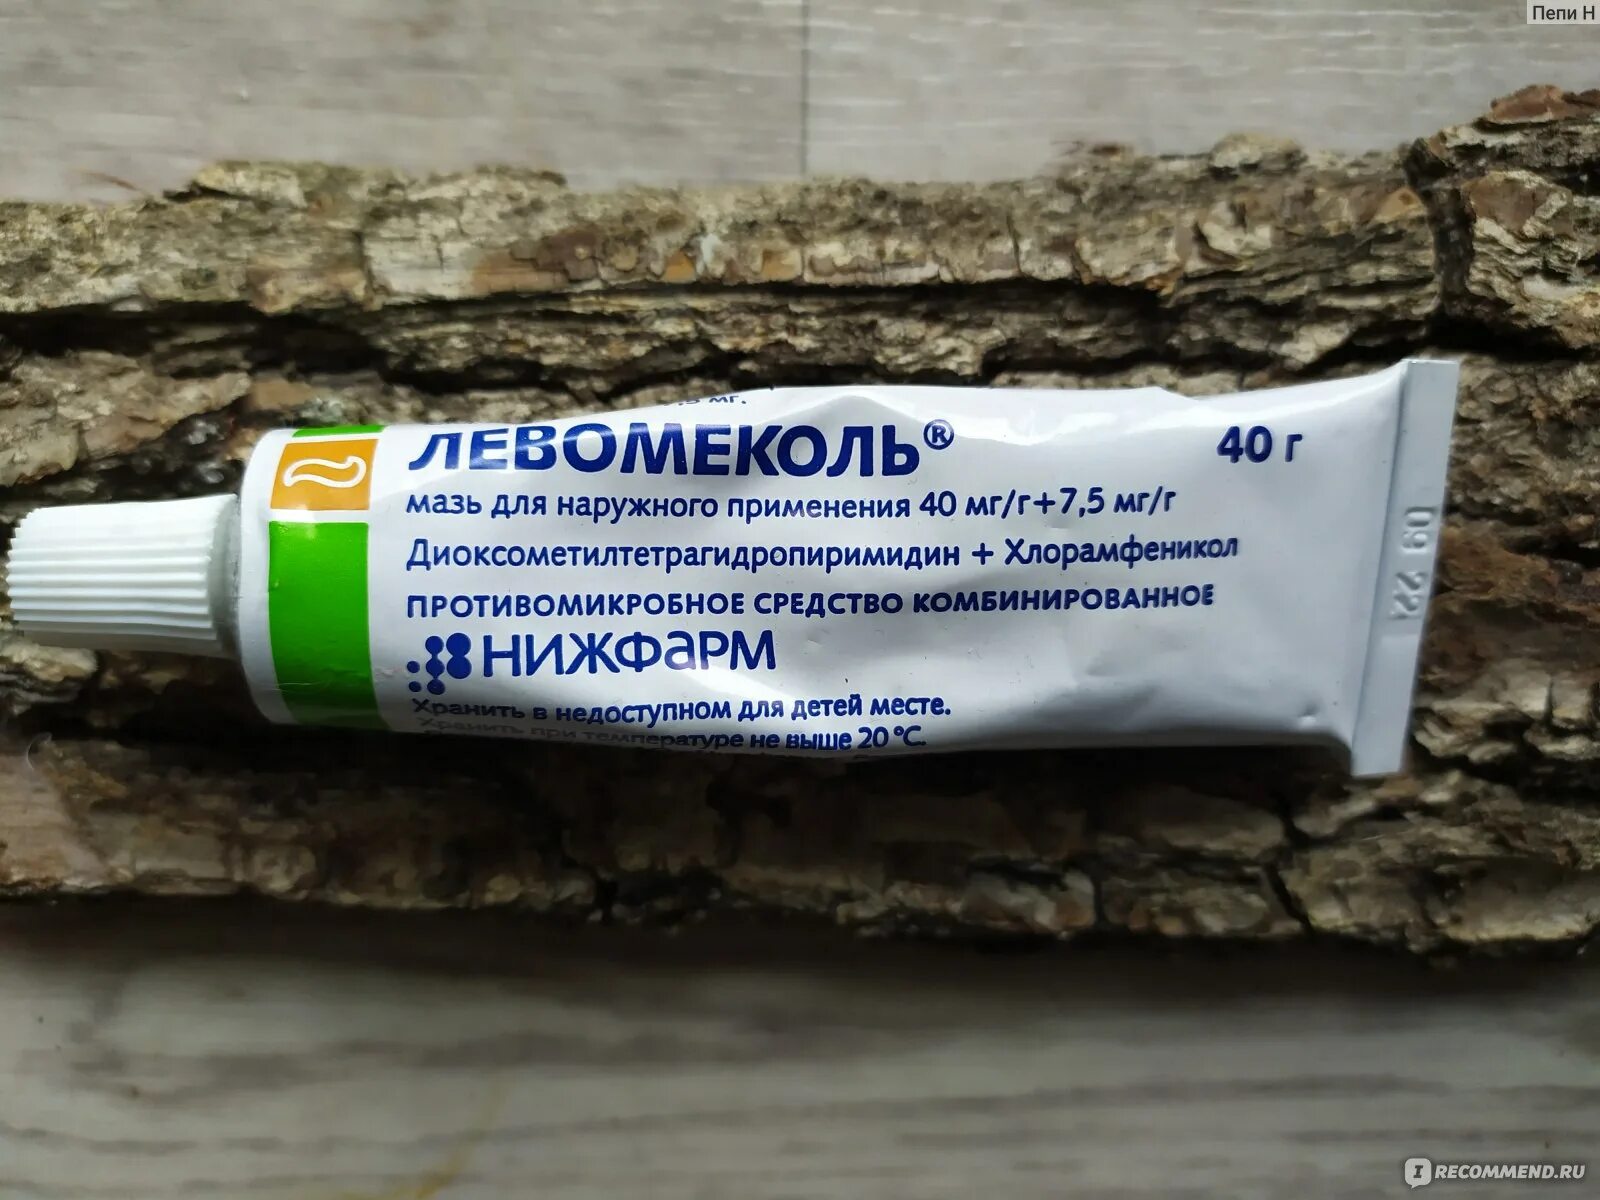 Пепи Н
ЛЕВОМЕКОЛЬ®
40 г
мазь для наружного применения 40 мг/г+7,5 мг/г
Диоксометилтетрагидропиримидин + Хлорамфеникол
ПРОТИВОМИКРОБНОЕ СРЕДСТВО КОМБИНИРОВАННОЕ
НИЖФАРМ
Хранить в недоступном для детей месте.
Хранить при температуре не выше 20 °С.
09 22
IRECOMMEND.RU